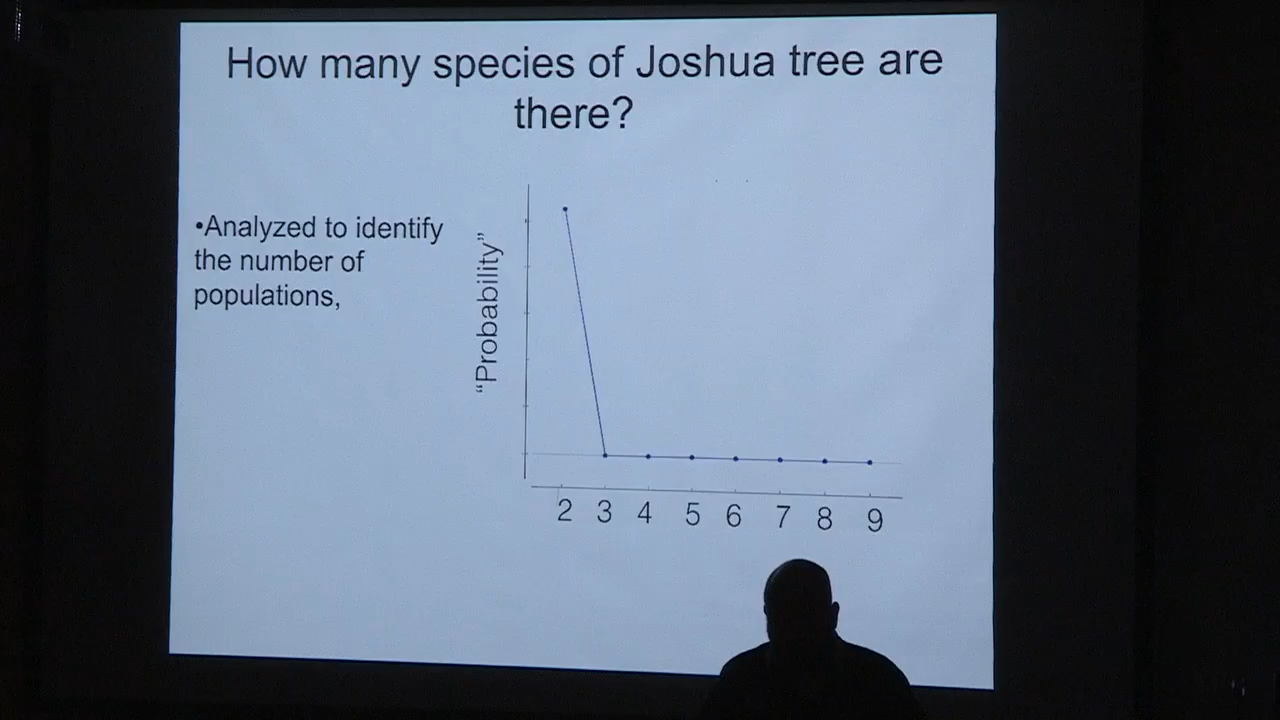 How many species of Joshua tree are
there?
•Analyzed to identify
the number of
populations,
“Probability”
2 3 4 5 6 7 8 9